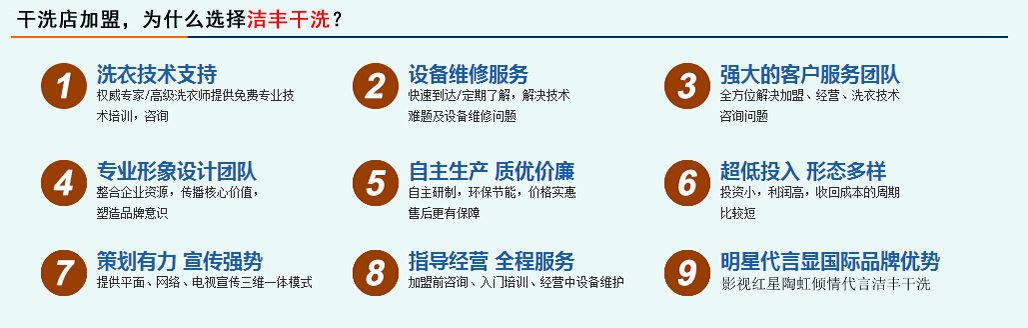 干洗店加盟，为什么选择洁丰干洗？
1 洗衣技术支持
权威专家/高级洗衣师提供免费专业技
术培训，咨询
2 设备维修服务
快速到达/定期了解，解决技术
难题及设备维修问题
3 强大的客户服务团队
全方位解决加盟、经营、洗衣技术
咨询问题
4 专业形象设计团队
整合企业资源，传播核心价值，
塑造品牌意识
5 自主生产 质优价廉
自主研制，环保节能，价格实惠
售后更有保障
6 超低投入 形态多样
投资小，利润高，收回成本的周期
比较短
7 策划有力 宣传强势
提供平面、网络、电视宣传三维一体模式
8 指导经营 全程服务
加盟前咨询、入门培训、经营中设备维护
9 明星代言显国际品牌优势
影视红星陶虹倾情代言洁丰干洗